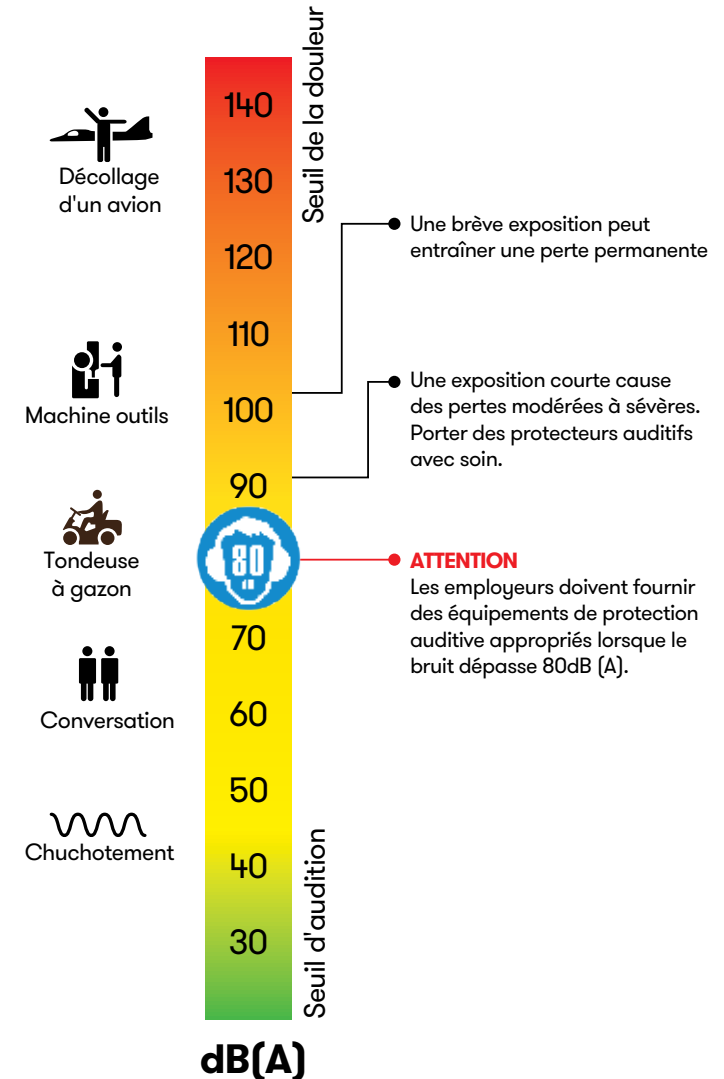 Seuil de la douleur
140
Décollage
d'un avion
130
Une brève exposition peut
entraîner une perte permanente
120
110
Machine outils
100
Une exposition courte cause
des pertes modérées à sévères.
Porter des protecteurs auditifs
avec soin.
90
Tondeuse
à gazon
80
ATTENTION
Les employeurs doivent fournir
des équipements de protection
auditive appropriés lorsque le
bruit dépasse 80dB (A).
70
Conversation
60
50
Chuchotement
40
30
Seuil d'audition
dB(A)